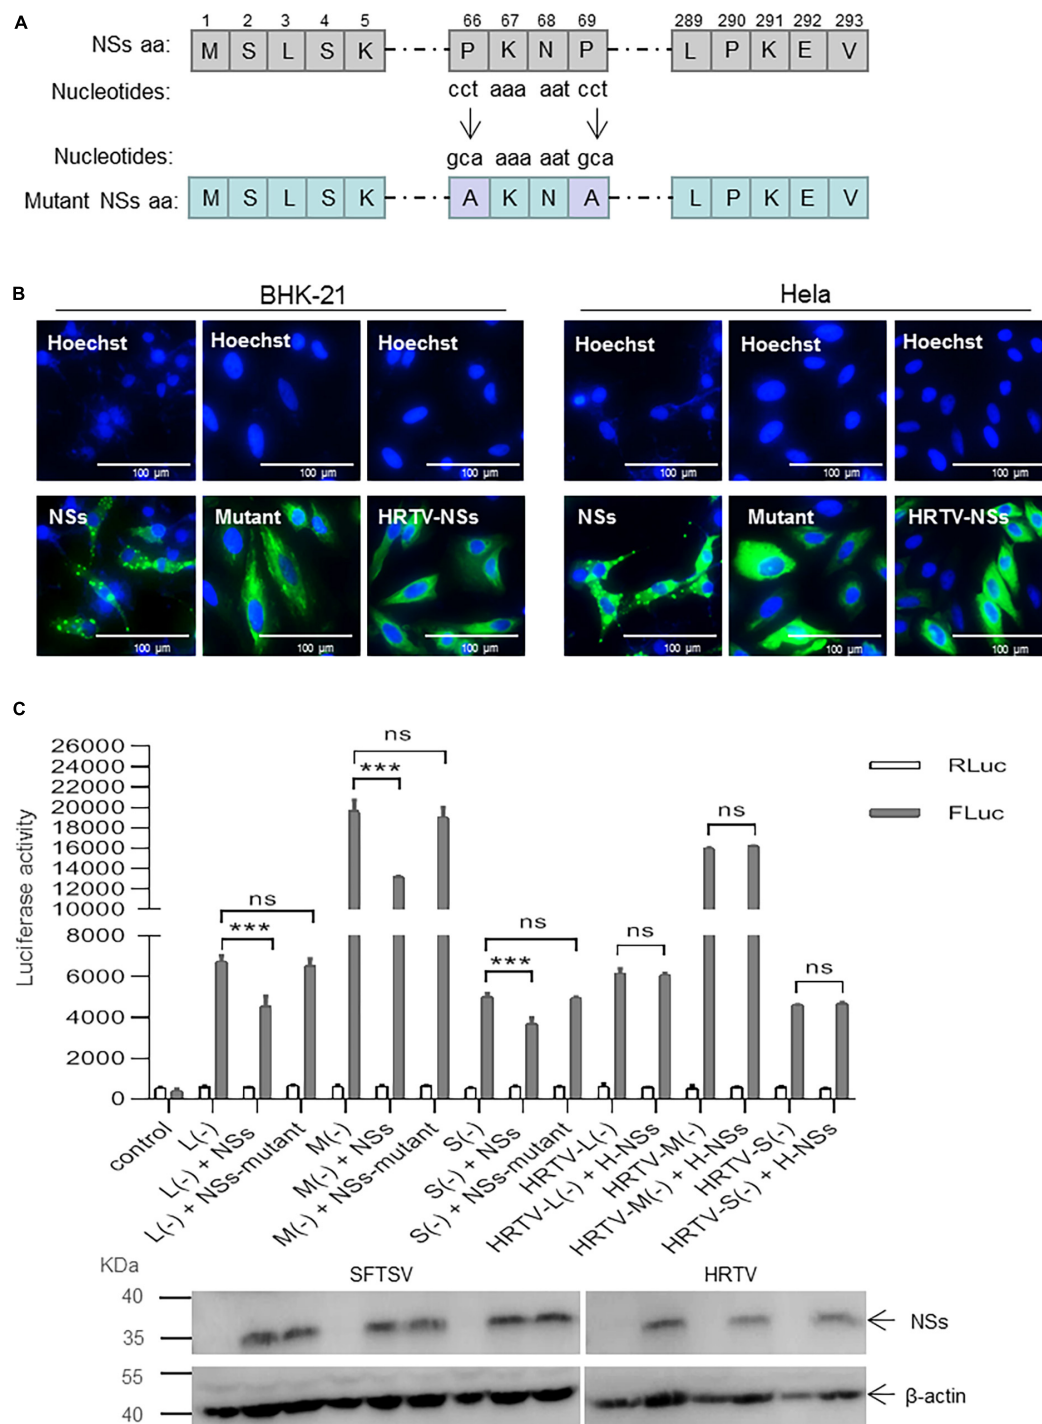 A
1 2 3 4 5 66 67 68 69 289 290 291 292 293
NSs aa: M S L S K P K N P L P K E V
Nucleotides: cct aaa aat cct
Nucleotides: gca aaa aat gca
Mutant NSs aa: M S L S K A K N A L P K E V
B
BHK-21 Hela
Hoechst Hoechst Hoechst Hoechst Hoechst Hoechst
100 µm 100 µm 100 µm 100 µm 100 µm 100 µm
NSs Mutant HRTV-NSs NSs Mutant HRTV-NSs
100 µm 100 µm 100 µm 100 µm 100 µm 100 µm
C
Luciferase activity
26000
24000
22000
20000
18000
16000
14000
12000
10000
8000
6000
4000
2000
0
ns
***
ns
***
ns
***
ns
ns
ns
RLuc
FLuc
control
L(-)
L(-) + NSs
L(-) + NSs-mutant
M(-)
M(-) + NSs
M(-) + NSs-mutant
S(-)
S(-) + NSs
S(-) + NSs-mutant
HRTV-L(-)
HRTV-L(-) + H-NSs
HRTV-M(-)
HRTV-M(-) + H-NSs
HRTV-S(-)
HRTV-S(-) + H-NSs
KDa
SFTSV HRTV
40
35
NSs
55
40
β-actin